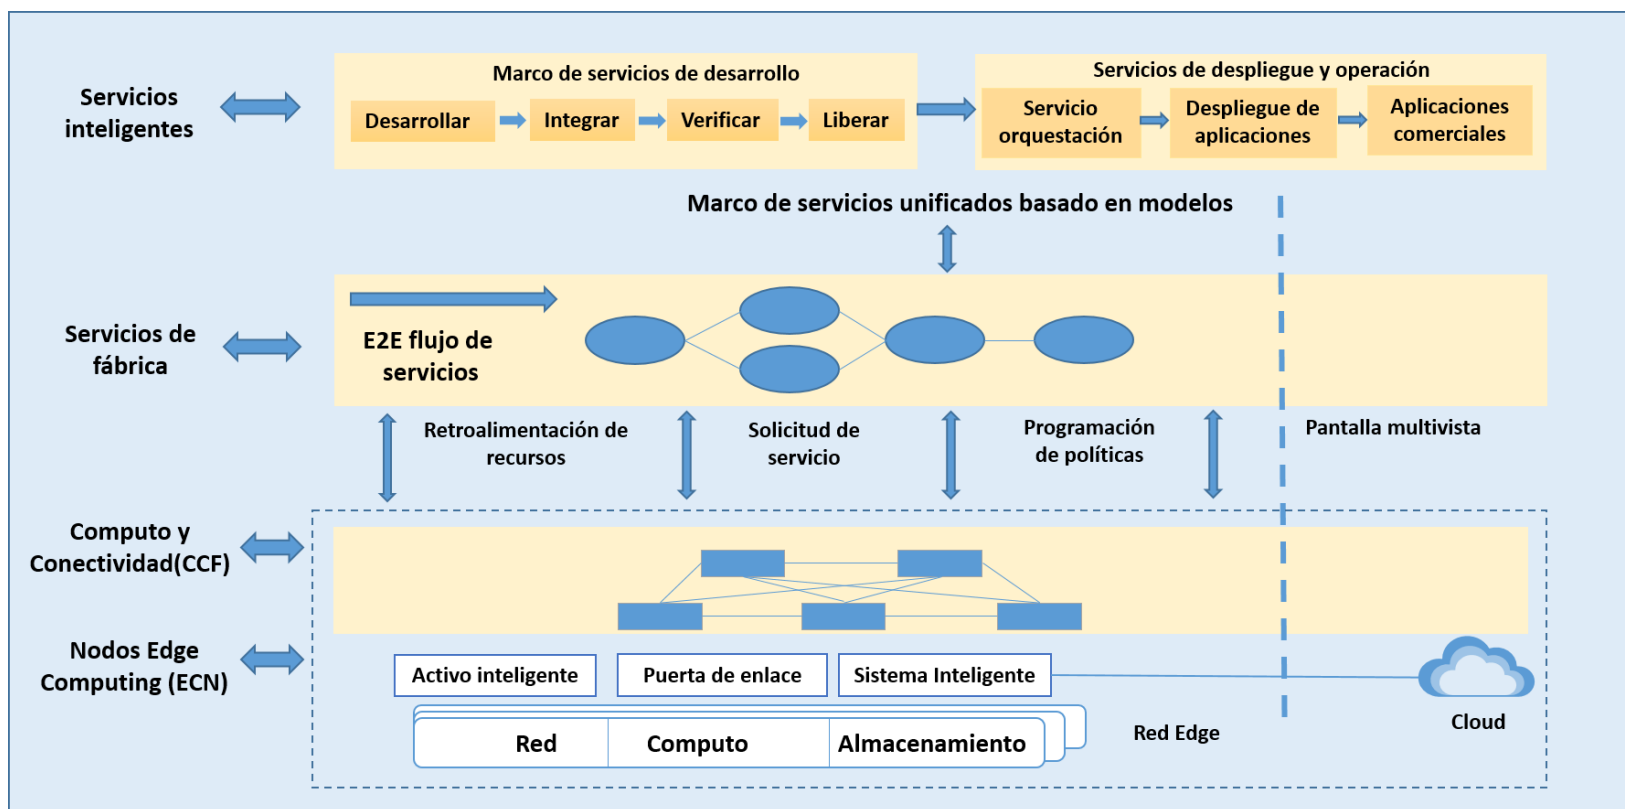 Marco de servicios de desarrollo
Servicios de despliegue y operación
Servicios
inteligentes
Desarrollar
Integrar
Verificar
Liberar
Servicio
orquestación
Despliegue de
aplicaciones
Aplicaciones
comerciales
Marco de servicios unificados basado en modelos
Servicios de
fábrica
E2E flujo de
servicios
Retroalimentación de
recursos
Solicitud de
servicio
Programación
de políticas
Pantalla multivista
Computo y
Conectividad(CCF)
Nodos Edge
Computing (ECN)
Activo inteligente
Puerta de enlace
Sistema Inteligente
Cloud
Red Edge
Red
Computo
Almacenamiento